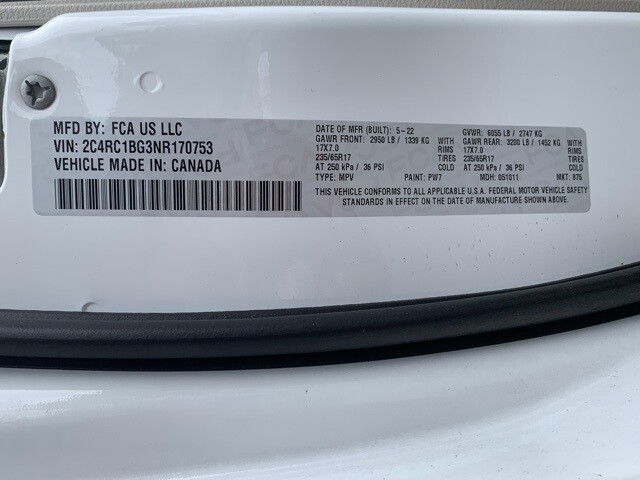 MFD BY: FCA US LLC
VIN: 2C4RC1BG3NR170753
VEHICLE MADE IN: CANADA
DATE OF MFR (BUILT): 5-22 GVWR: 6055 LB / 2747 KG
GAWR FRONT: 2950 LB / 1339 KG WITH GAWR REAR: 3200 LB / 1452 KG WITH
17X7.0 RIMS 17X7.0 RIMS
235/65R17 TIRES 235/65R17 TIRES
AT 250 kPa / 36 PSI COLD AT 250 kPa / 36 PSI COLD
TYPE: MPV PAINT: PW7 MDH: 051011 MKT: 875
THIS VEHICLE CONFORMS TO ALL APPLICABLE U.S.A. FEDERAL MOTOR VEHICLE SAFETY
STANDARDS IN EFFECT ON THE DATE OF MANUFACTURE SHOWN ABOVE.